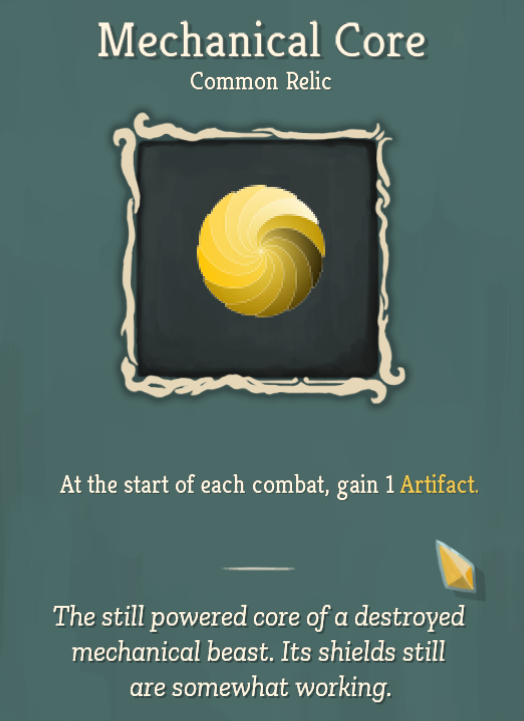 Mechanical Core
Common Relic
At the start of each combat, gain 1 Artifact.
The still powered core of a destroyed
mechanical beast. Its shields still
are somewhat working.